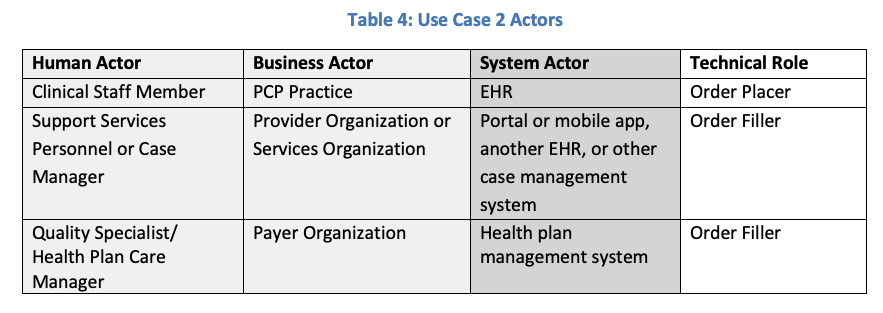 Table 4: Use Case 2 Actors
Human Actor Business Actor System Actor Technical Role
Clinical Staff Member PCP Practice EHR Order Placer
Support Services Provider Organization or Portal or mobile app, Order Filler
Personnel or Case Services Organization another EHR, or other
Manager case management
system
Quality Specialist/ Payer Organization Health plan Order Filler
Health Plan Care management system
Manager